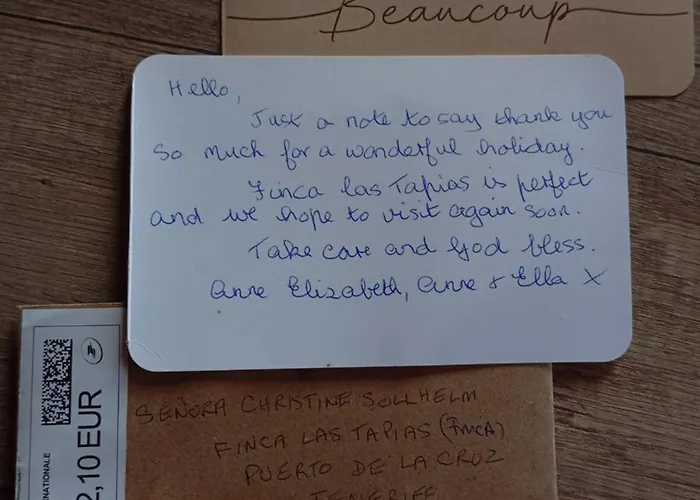 Beaucoup
Hello,
Just a note to say thank you
so much for a wonderful holiday.
Finca las Tapias is perfect
and we hope to visit again soon.
Take care and God bless.
Anne Elizabeth, Anne & Ella X
SEÑORA CHRISTINE SOLLHELM
FINCA LAS TAPIAS (FINCA)
PUERTO DE LA CRUZ
TENERIFF
NATIONALE
2,10 EUR